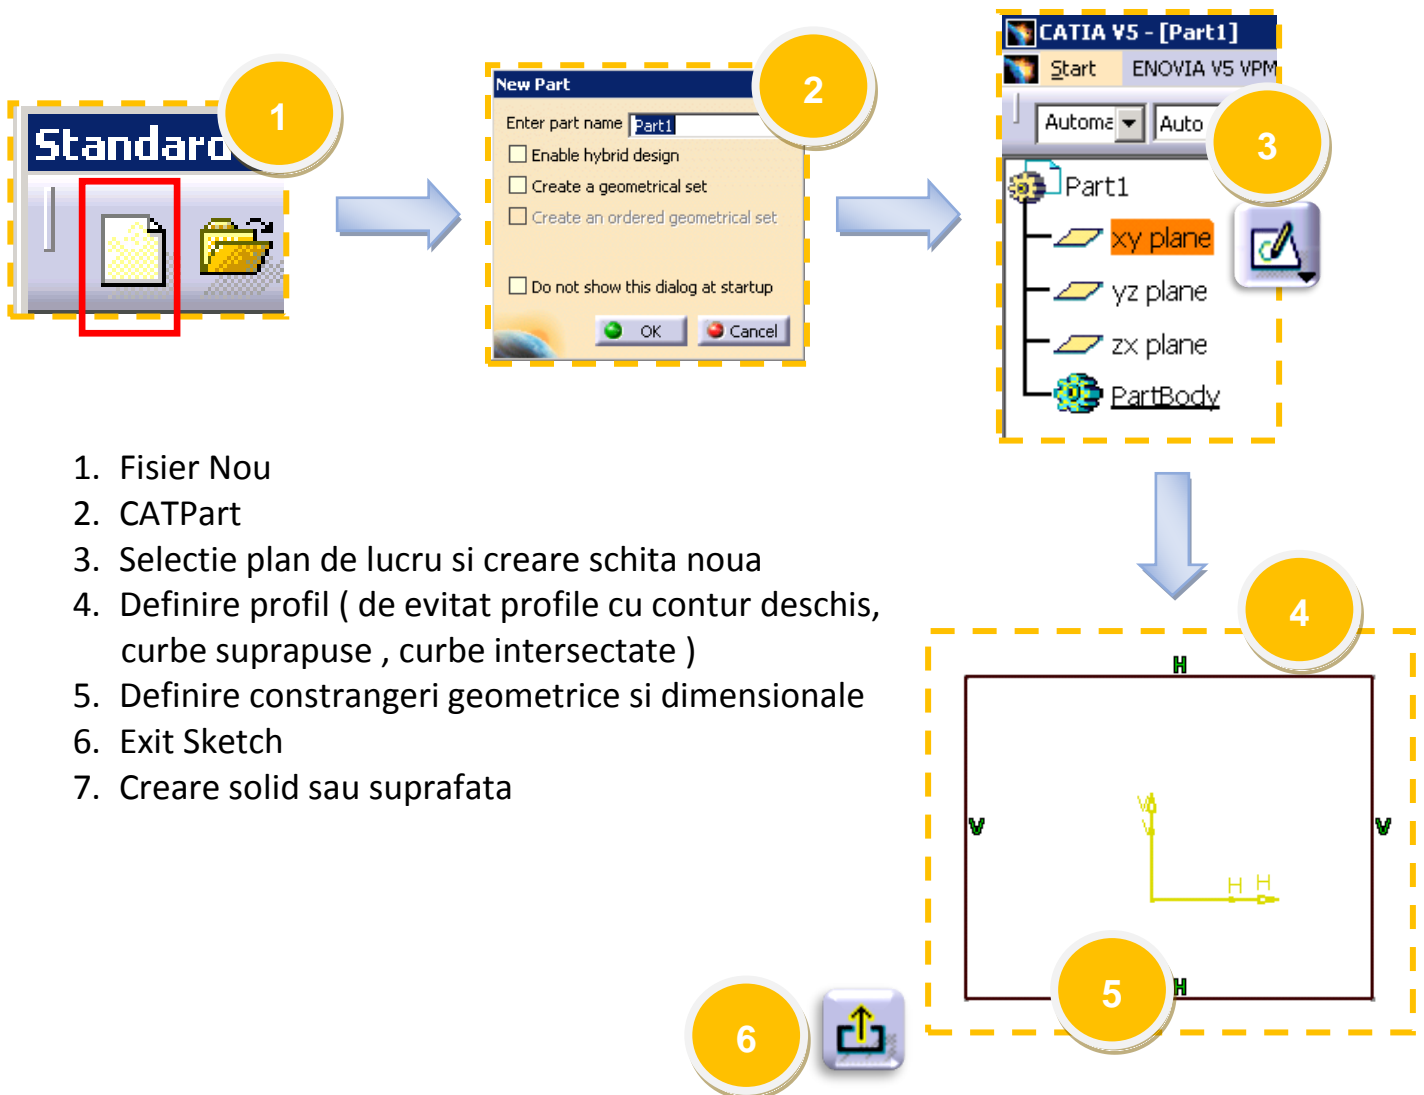 1
Standard
2
New Part
Enter part name Part1
Enable hybrid design
Create a geometrical set
Create an ordered geometrical set
Do not show this dialog at startup
OK Cancel
CATIA V5 - [Part1]
Start ENOVIA V5 VPM
Auto
3
Part1
xy plane
yz plane
zx plane
PartBody
1. Fisier Nou
2. CATPart
3. Selectie plan de lucru si creare schita noua
4. Definire profil ( de evitat profile cu contur deschis,
curbe suprapuse , curbe intersectate )
5. Definire constrangeri geometrice si dimensionale
6. Exit Sketch
7. Creare solid sau suprafata
4
H
V
V
V
V
H H
H
5
6